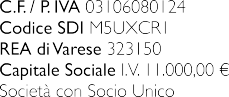 C.F. / P. IVA 03106080124
Codice SDI M5UXCR1
REA di Varese 323150
Capitale Sociale I.V. 11.000,00 €
Società con Socio Unico